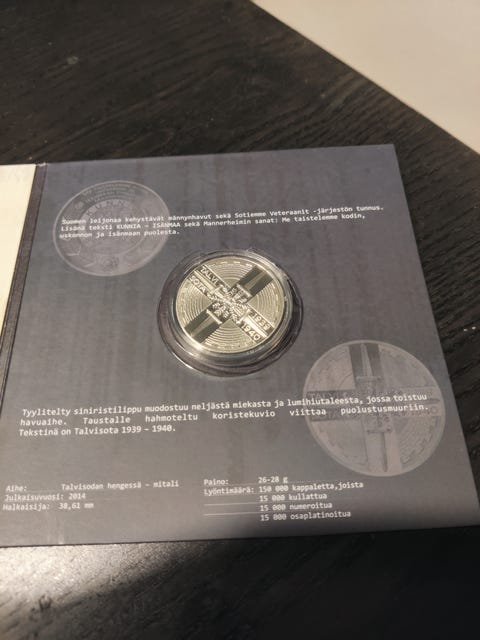 Suomen leijonaa kehystävät männynhavut sekä Sotiemme Veteraanit -järjestön tunnus.
Lisänä teksti KUNNIA – ISÄNMAA sekä Mannerheimin sanat: Me taistelemme kodin,
uskonnon ja isänmaan puolesta.
TALVI
SOTA
1939
1940
Tyylitelty siniristilippu muodostuu neljästä miekasta ja lumihiutaleesta, jossa toistuu
havuaihe. Taustalle hahmoteltu koristekuvio viittaa puolustusmuuriin.
Tekstinä on Talvisota 1939 – 1940.
Aihe: Talvisodan hengessä – mitali
Julkaisuvuosi: 2014
Halkaisija: 38,61 mm
Paino: 26-28 g
Lyöntimäärä: 150 000 kappaletta,joista
15 000 kullattua
15 000 numeroitua
15 000 osaplatinoitua